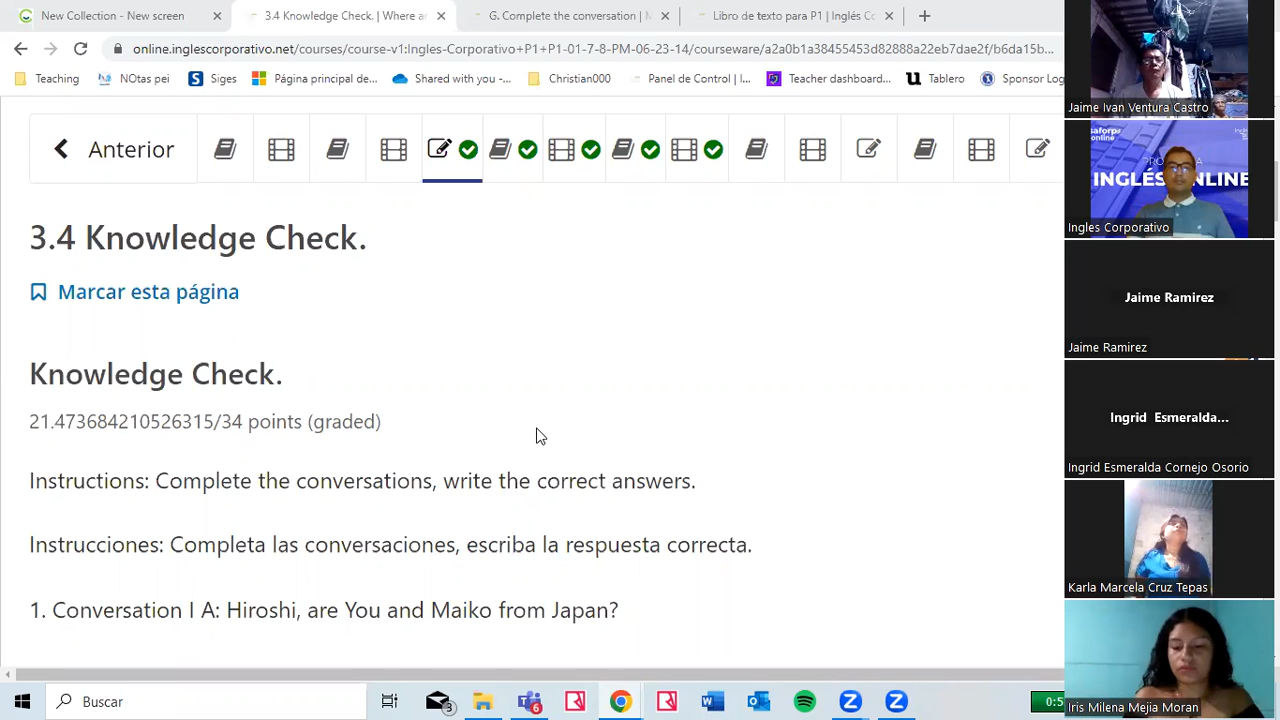 New Collection - New screen
3.4 Knowledge Check. | Where a
G. Complete the conversation | M
Libro de texto para P1 | Inglés Co
online.inglescorporativo.net/courses/course-v1:Ingles-Corporativo+P1+P1-01-7-8-PM-06-23-14/courseware/a2a0b1a38455453d82888a22eb7dae2f/b6da15b...
Teaching
NOtas pei
Siges
Página principal de...
Shared with you -...
Christian000
Panel de Control | I...
Teacher dashboard...
Tablero
Sponsor Log
Anterior
3.4 Knowledge Check.
Marcar esta página
Knowledge Check.
21.473684210526315/34 points (graded)
Instructions: Complete the conversations, write the correct answers.
Instrucciones: Completa las conversaciones, escriba la respuesta correcta.
1. Conversation I A: Hiroshi, are You and Maiko from Japan?
Buscar
3
6
0:5
Jaime Ivan Ventura Castro
INGLÉS ONLINE
Ingles Corporativo
Jaime Ramirez
Jaime Ramirez
Ingrid Esmeralda...
Ingrid Esmeralda Cornejo Osorio
Karla Marcela Cruz Tepas
Iris Milena Mejia Moran